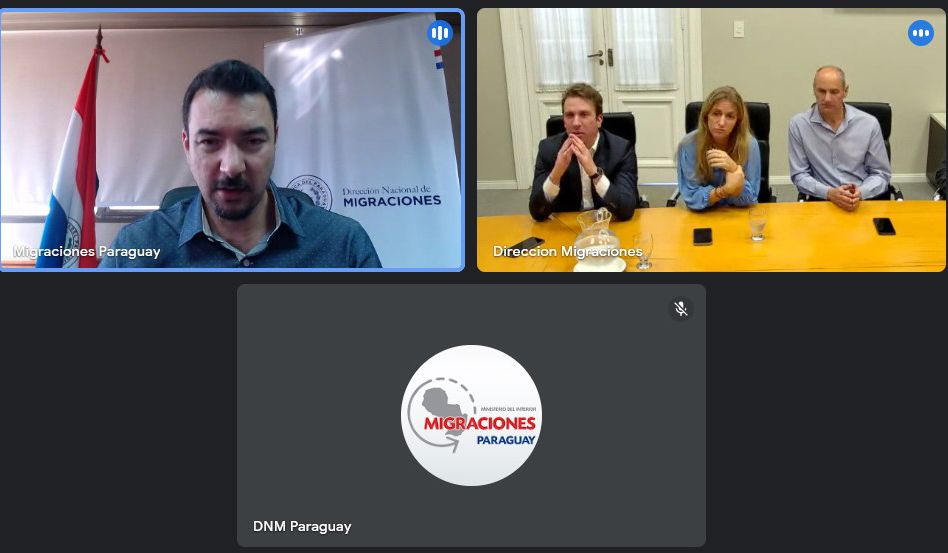 Dirección Nacional de
MIGRACIONES
Migraciones Paraguay
Direccion Migraciones
MINISTERIO DEL INTERIOR
MIGRACIONES
PARAGUAY
DNM Paraguay